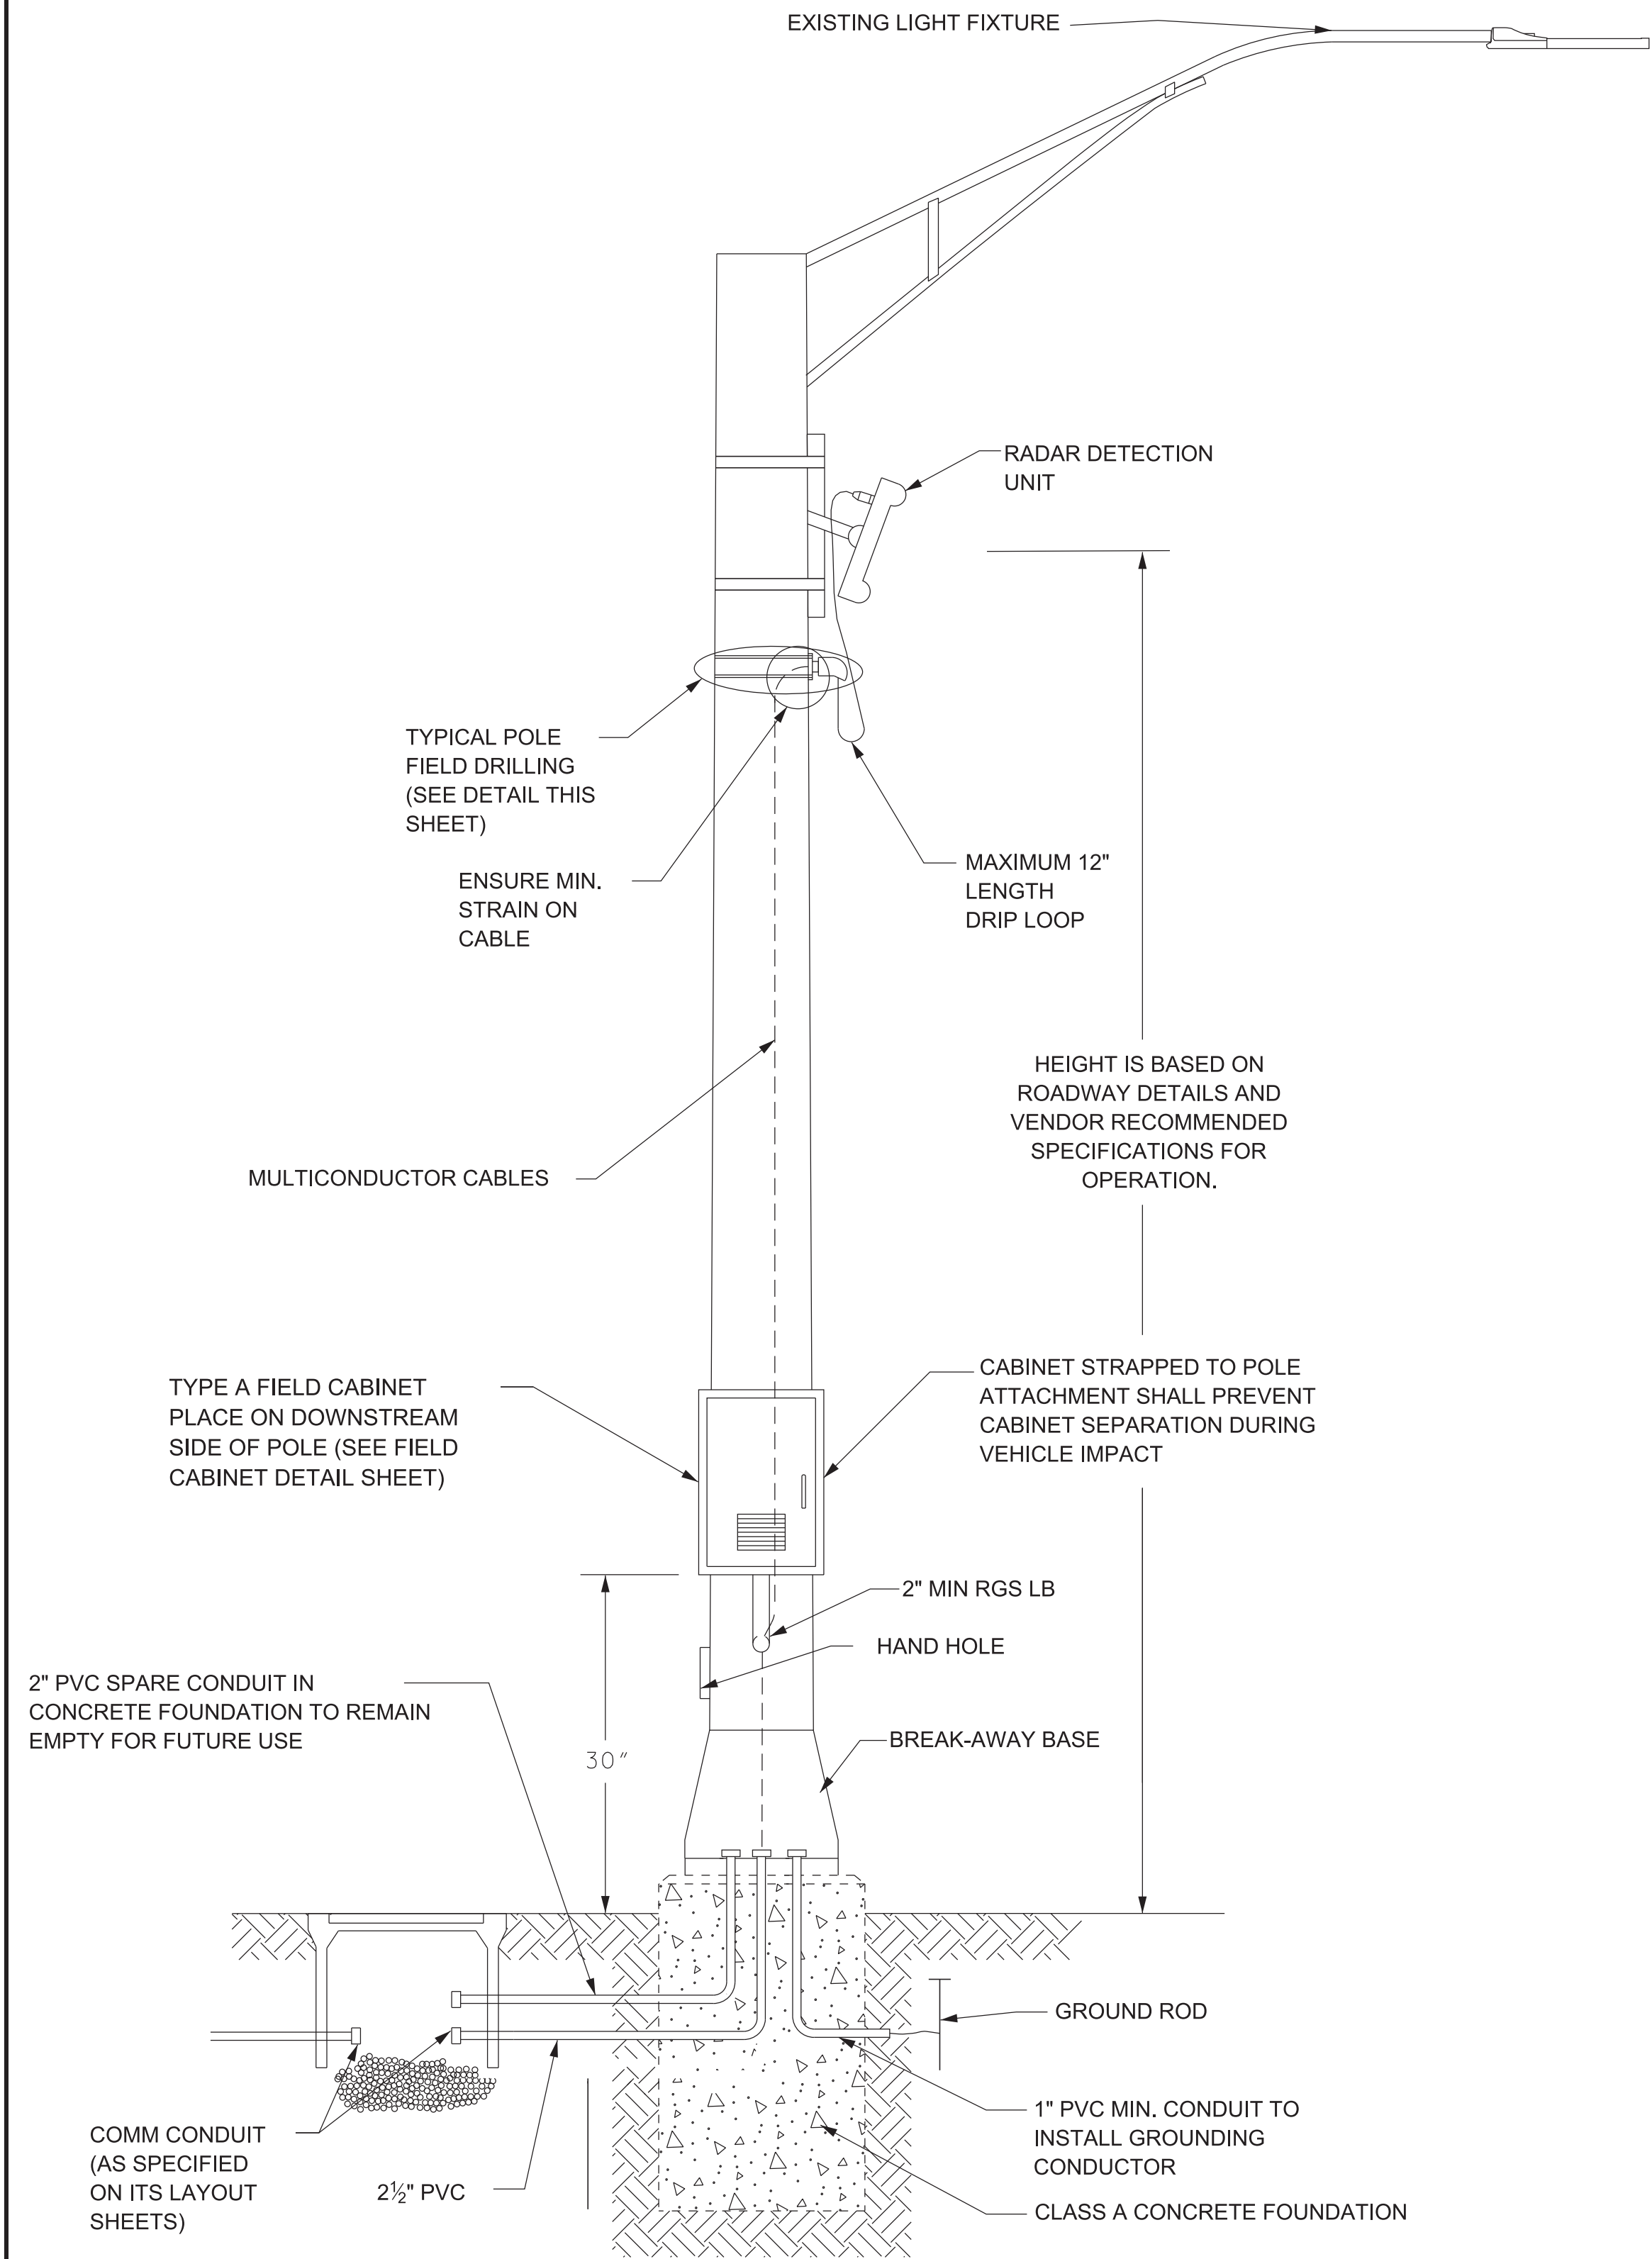 EXISTING LIGHT FIXTURE
RADAR DETECTION
UNIT
TYPICAL POLE
FIELD DRILLING
(SEE DETAIL THIS
SHEET)
ENSURE MIN.
STRAIN ON
CABLE
MAXIMUM 12"
LENGTH
DRIP LOOP
HEIGHT IS BASED ON
ROADWAY DETAILS AND
VENDOR RECOMMENDED
SPECIFICATIONS FOR
OPERATION.
MULTICONDUCTOR CABLES
TYPE A FIELD CABINET
PLACE ON DOWNSTREAM
SIDE OF POLE (SEE FIELD
CABINET DETAIL SHEET)
CABINET STRAPPED TO POLE
ATTACHMENT SHALL PREVENT
CABINET SEPARATION DURING
VEHICLE IMPACT
2" MIN RGS LB
HAND HOLE
2" PVC SPARE CONDUIT IN
CONCRETE FOUNDATION TO REMAIN
EMPTY FOR FUTURE USE
30"
BREAK-AWAY BASE
GROUND ROD
COMM CONDUIT
(AS SPECIFIED
ON ITS LAYOUT
SHEETS)
2½" PVC
1" PVC MIN. CONDUIT TO
INSTALL GROUNDING
CONDUCTOR
CLASS A CONCRETE FOUNDATION